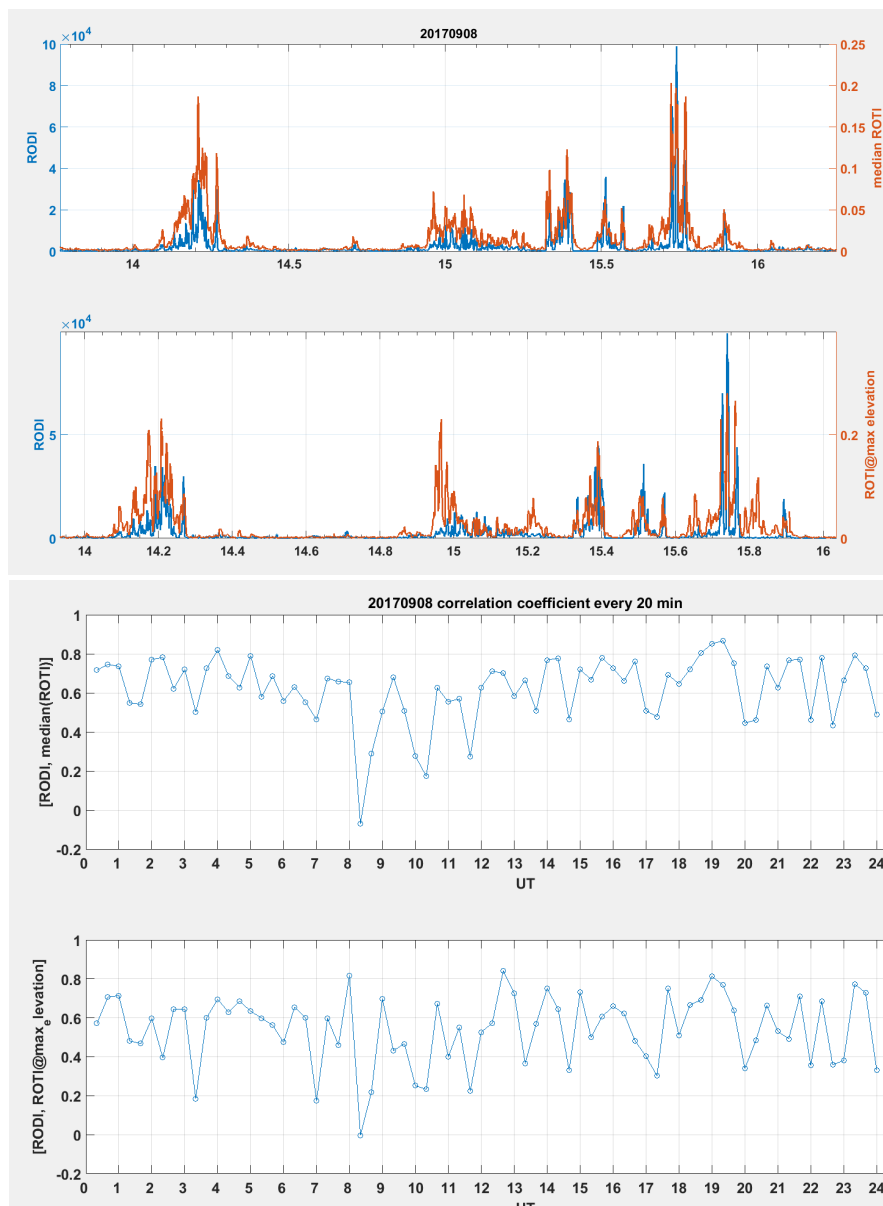 20170908
×10^4
10
8
6
4
2
0
RODI
0.25
0.2
0.15
0.1
0.05
0
median ROTI
14 14.5 15 15.5 16
×10^4
5
0
RODI
0.2
0
ROTI@max elevation
14 14.2 14.4 14.6 14.8 15 15.2 15.4 15.6 15.8 16
20170908 correlation coefficient every 20 min
1
0.8
0.6
0.4
0.2
0
-0.2
[RODI, median(ROTI)]
0 1 2 3 4 5 6 7 8 9 10 11 12 13 14 15 16 17 18 19 20 21 22 23 24
UT
1
0.8
0.6
0.4
0.2
0
-0.2
[RODI, ROTI@max_elevation]
0 1 2 3 4 5 6 7 8 9 10 11 12 13 14 15 16 17 18 19 20 21 22 23 24
UT